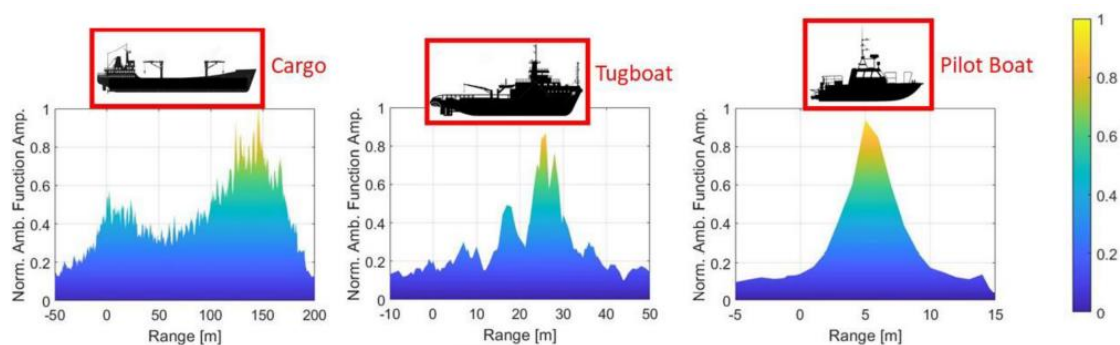 Cargo
Tugboat
Pilot Boat
Norm. Amb. Function Amp.
1
0.8
0.6
0.4
0.2
0
-50 0 50 100 150 200
Range [m]
Norm. Amb. Function Amp.
1
0.8
0.6
0.4
0.2
0
-10 0 10 20 30 40 50
Range [m]
Norm. Amb. Function Amp.
1
0.8
0.6
0.4
0.2
0
-5 0 5 10 15
Range [m]
1
0.8
0.6
0.4
0.2
0